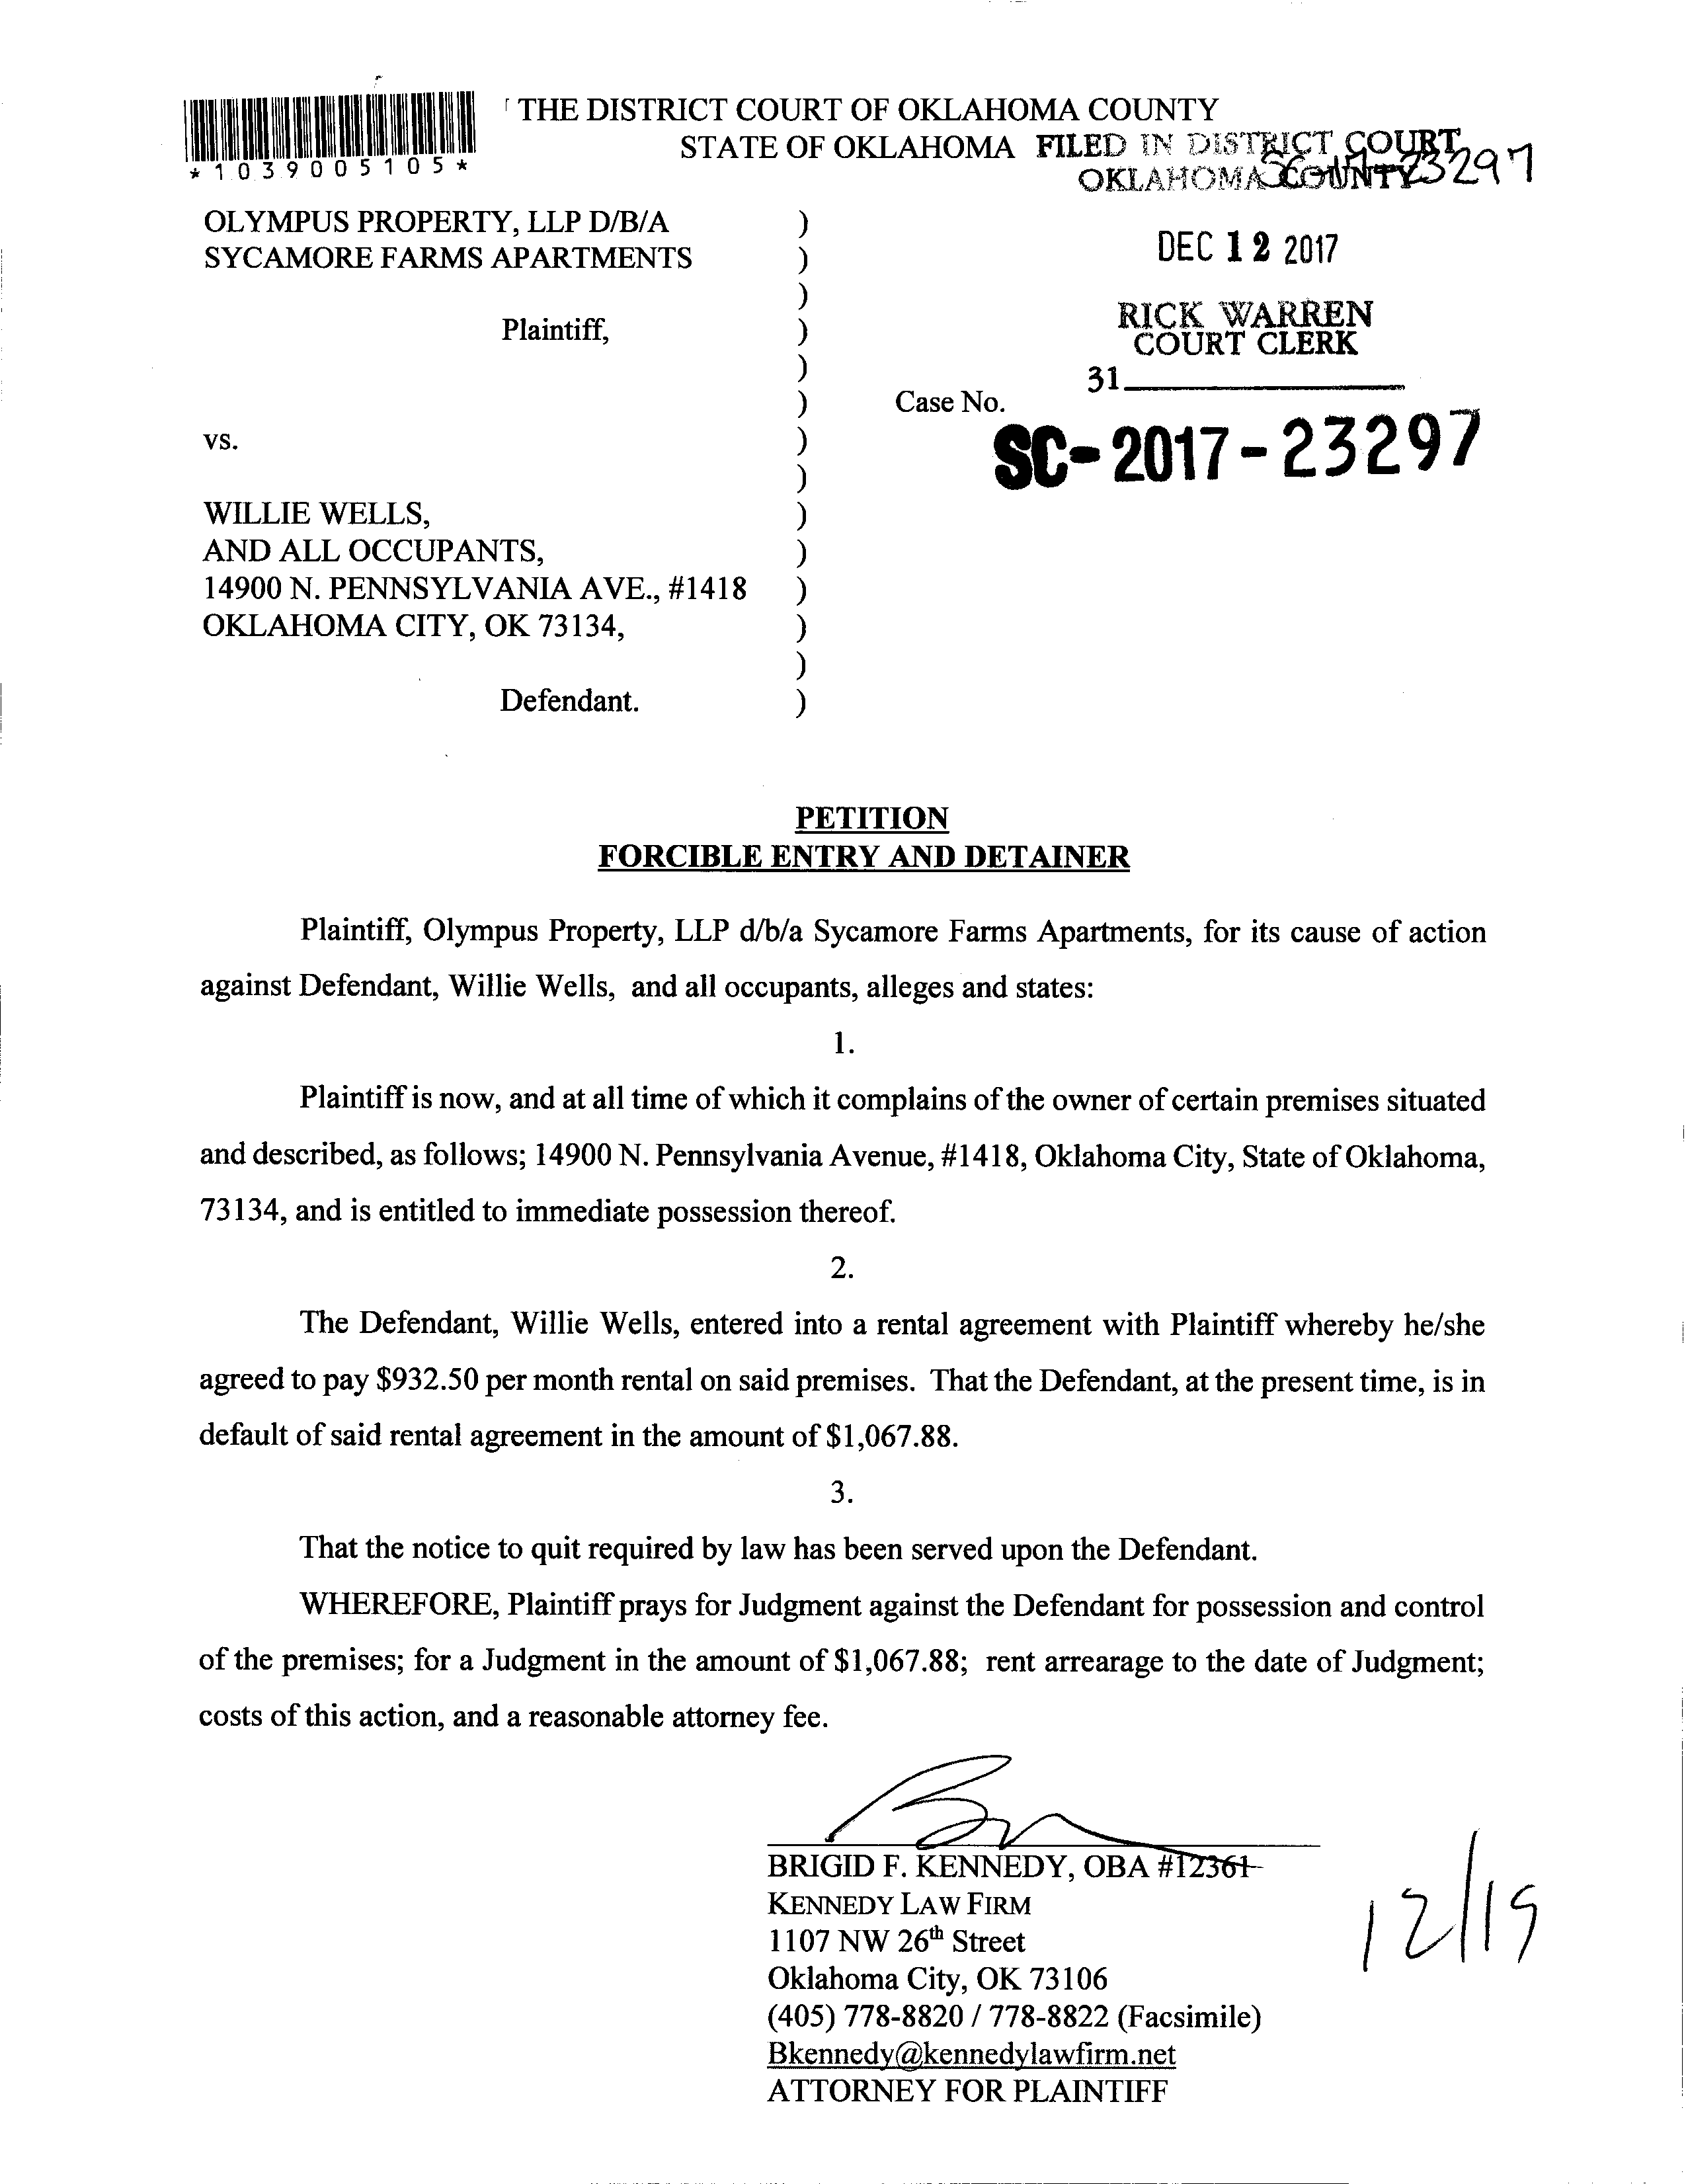 THE DISTRICT COURT OF OKLAHOMA COUNTY
STATE OF OKLAHOMA FILED IN DISTRICT COURT
OKLAHOMA COUNTY 23297
*1039005105*
OLYMPUS PROPERTY, LLP D/B/A )
SYCAMORE FARMS APARTMENTS )
)
Plaintiff, )
)
)
vs. )
)
WILLIE WELLS, )
AND ALL OCCUPANTS, )
14900 N. PENNSYLVANIA AVE., #1418 )
OKLAHOMA CITY, OK 73134, )
)
Defendant. )
DEC 12 2017
RICK WARREN
COURT CLERK
31
Case No.
SC-2017-23297
PETITION
FORCIBLE ENTRY AND DETAINER
Plaintiff, Olympus Property, LLP d/b/a Sycamore Farms Apartments, for its cause of action
against Defendant, Willie Wells, and all occupants, alleges and states:
1.
Plaintiff is now, and at all time of which it complains of the owner of certain premises situated
and described, as follows; 14900 N. Pennsylvania Avenue, #1418, Oklahoma City, State of Oklahoma,
73134, and is entitled to immediate possession thereof.
2.
The Defendant, Willie Wells, entered into a rental agreement with Plaintiff whereby he/she
agreed to pay $932.50 per month rental on said premises. That the Defendant, at the present time, is in
default of said rental agreement in the amount of $1,067.88.
3.
That the notice to quit required by law has been served upon the Defendant.
WHEREFORE, Plaintiff prays for Judgment against the Defendant for possession and control
of the premises; for a Judgment in the amount of $1,067.88; rent arrearage to the date of Judgment;
costs of this action, and a reasonable attorney fee.
BRIGID F. KENNEDY, OBA #12361
KENNEDY LAW FIRM
1107 NW 26th Street
Oklahoma City, OK 73106
(405) 778-8820 / 778-8822 (Facsimile)
Bkennedy@kennedylawfirm.net
ATTORNEY FOR PLAINTIFF
12/19